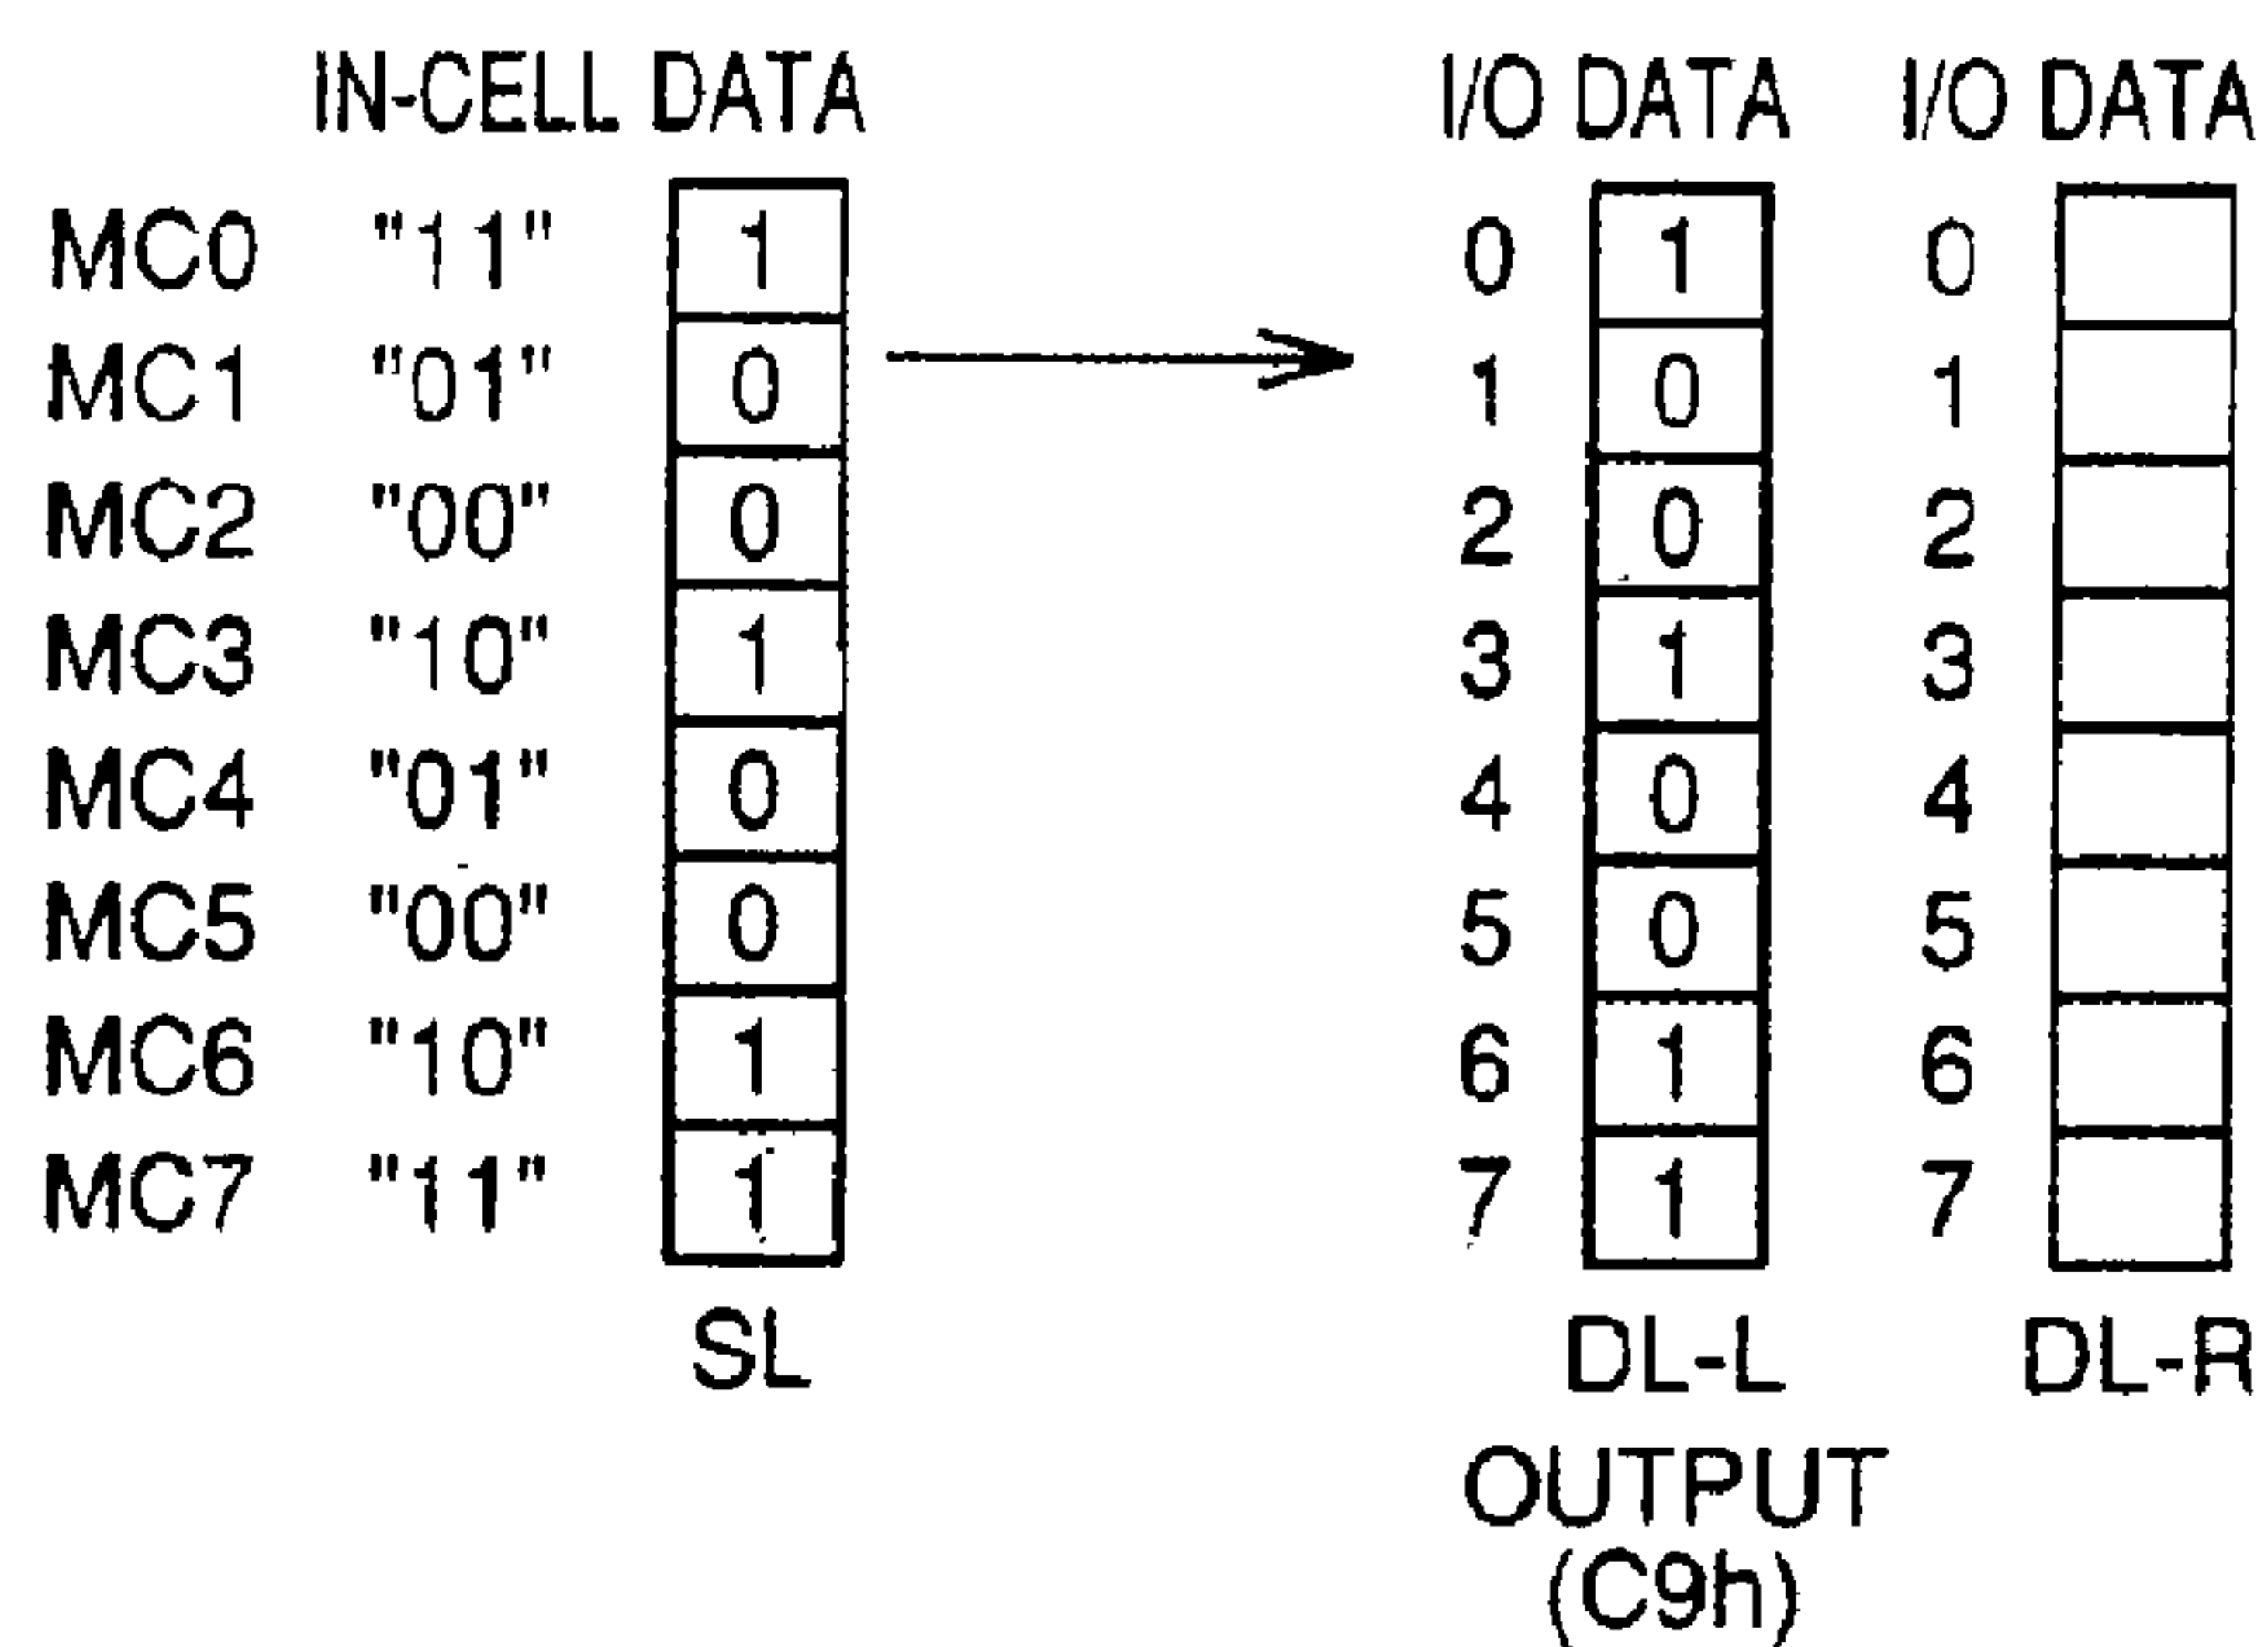 IN-CELL DATA I/O DATA I/O DATA
MC0 "11" 1 0 1 0
MC1 "01" 0 1 0 1
MC2 "00" 0 2 0 2
MC3 "10" 1 3 1 3
MC4 "01" 0 4 0 4
MC5 "00" 0 5 0 5
MC6 "10" 1 6 1 6
MC7 "11" 1 7 1 7
SL DL-L DL-R
OUTPUT
(C9h)